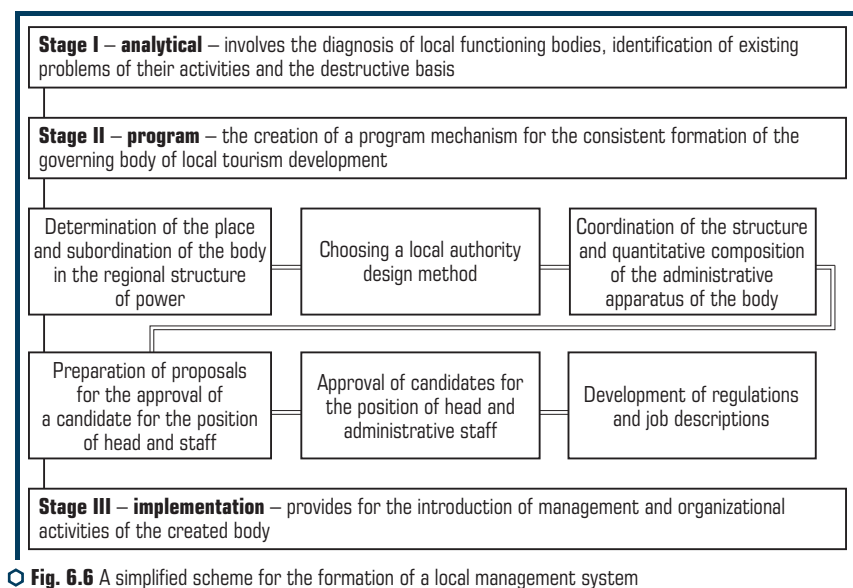 Stage I – analytical – involves the diagnosis of local functioning bodies, identification of existing
problems of their activities and the destructive basis
Stage II – program – the creation of a program mechanism for the consistent formation of the
governing body of local tourism development
Determination of the place
and subordination of the body
in the regional structure
of power
Choosing a local authority
design method
Coordination of the structure
and quantitative composition
of the administrative
apparatus of the body
Preparation of proposals
for the approval of
a candidate for the position
of head and staff
Approval of candidates for
the position of head and
administrative staff
Development of regulations
and job descriptions
Stage III – implementation – provides for the introduction of management and organizational
activities of the created body
Fig. 6.6 A simplified scheme for the formation of a local management system